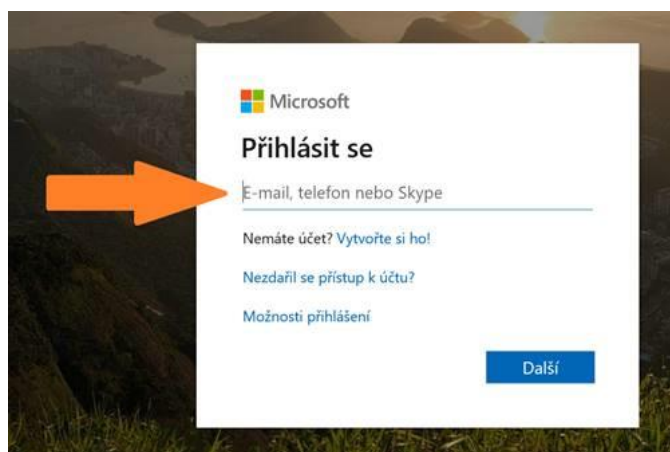 Microsoft
Přihlásit se
E-mail, telefon nebo Skype
Nemáte účet? Vytvořte si ho!
Nezdařil se přístup k účtu?
Možnosti přihlášení
Další